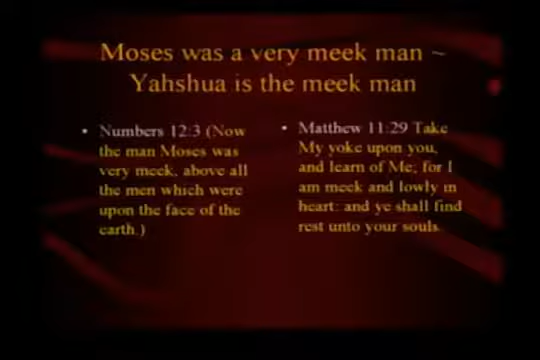 Moses was a very meek man ~
Yahshua is the meek man
• Numbers 12:3 (Now
the man Moses was
very meek, above all
the men which were
upon the face of the
earth.)
• Matthew 11:29 Take
My yoke upon you,
and learn of Me; for I
am meek and lowly in
heart: and ye shall find
rest unto your souls.